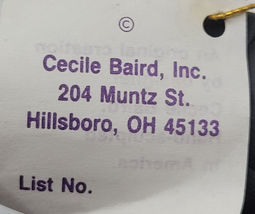 ©
Cecile Baird, Inc.
204 Muntz St.
Hillsboro, OH 45133
List No.